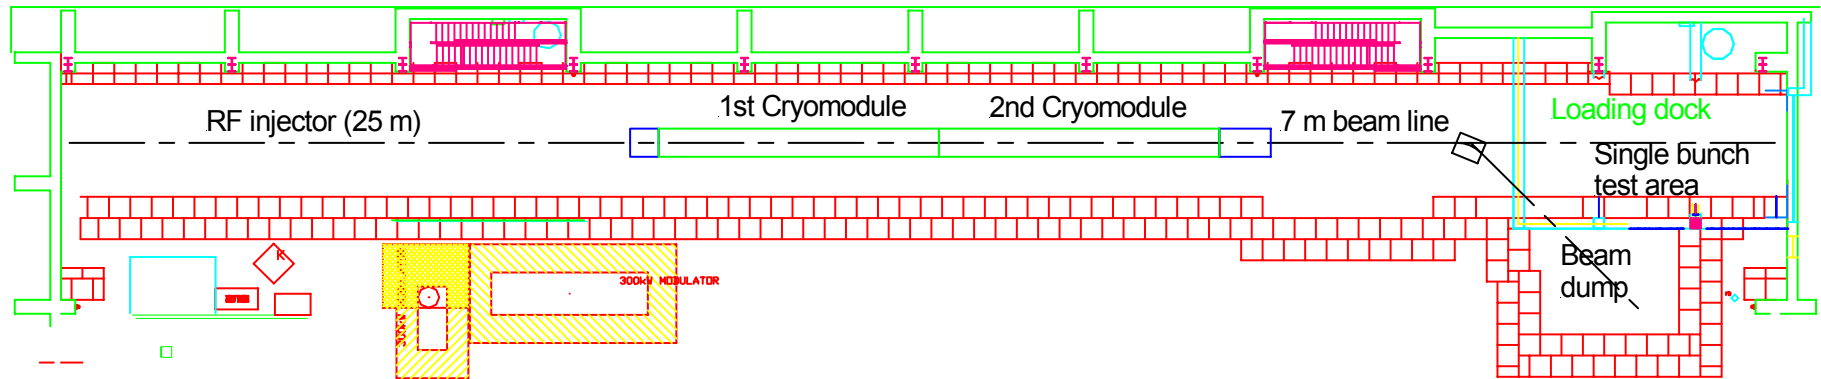 RF injector (25 m)
1st Cryomodule
2nd Cryomodule
7 m beam line
Loading dock
Single bunch
test area
Beam
dump
300kW MODULATOR
K